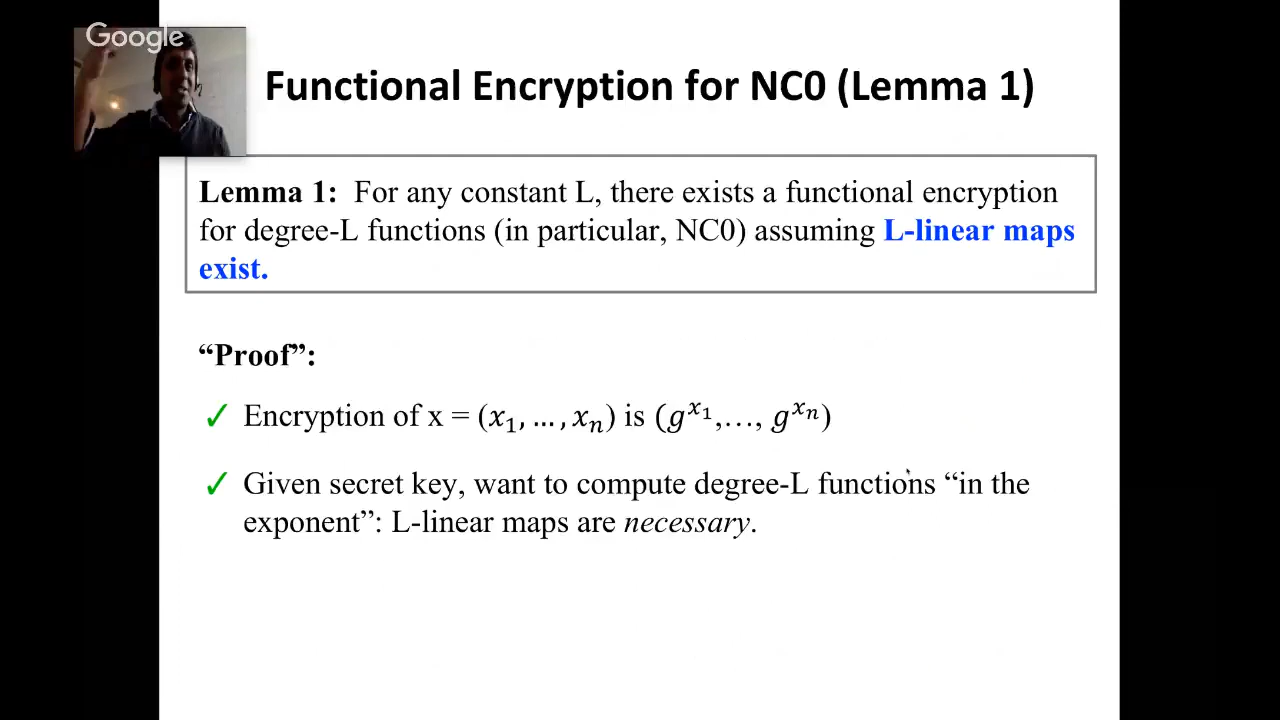 Google
Functional Encryption for NC0 (Lemma 1)
Lemma 1: For any constant L, there exists a functional encryption
for degree-L functions (in particular, NC0) assuming L-linear maps
exist.
“Proof”:
✓ Encryption of x = (x₁, … , xₙ) is (g^{x₁},…, g^{xₙ})
✓ Given secret key, want to compute degree-L functions “in the
exponent”: L-linear maps are necessary.